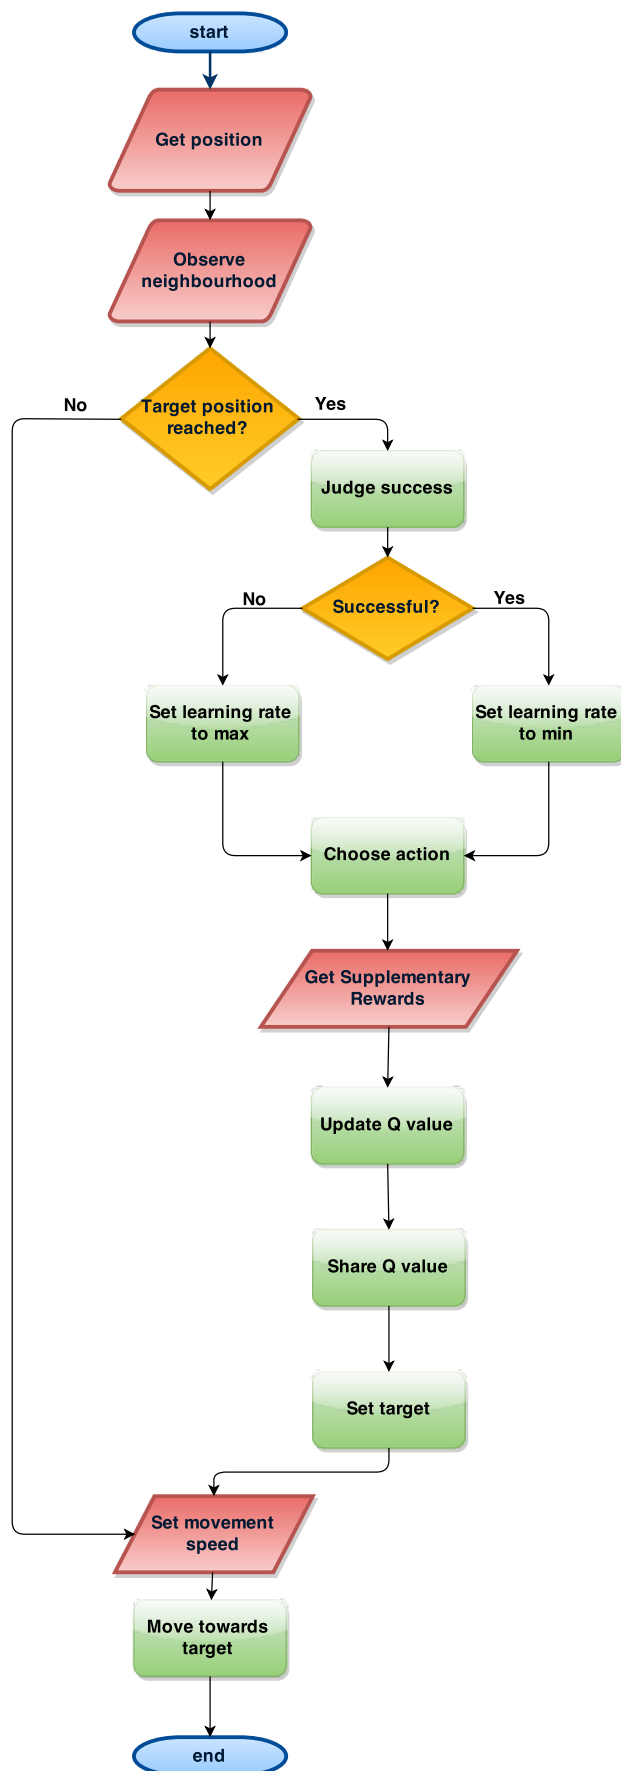 start
Get position
Observe
neighbourhood
Target position
reached?
No
Yes
Judge success
Successful?
No
Yes
Set learning rate
to max
Set learning rate
to min
Choose action
Get Supplementary
Rewards
Update Q value
Share Q value
Set target
Set movement
speed
Move towards
target
end